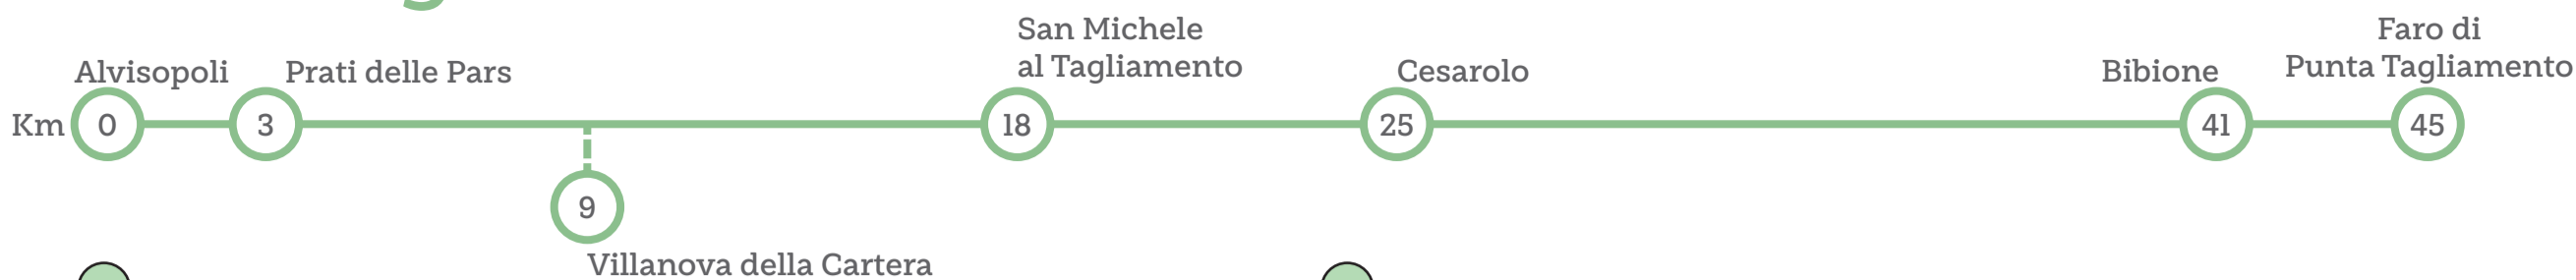 San Michele
al Tagliamento
Faro di
Punta Tagliamento
Alvisopoli
Prati delle Pars
Cesarolo
Bibione
Km 0 3 18 25 41 45
9
Villanova della Cartera